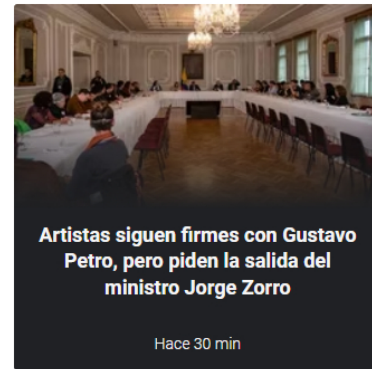 Artistas siguen firmes con Gustavo
Petro, pero piden la salida del
ministro Jorge Zorro
Hace 30 min